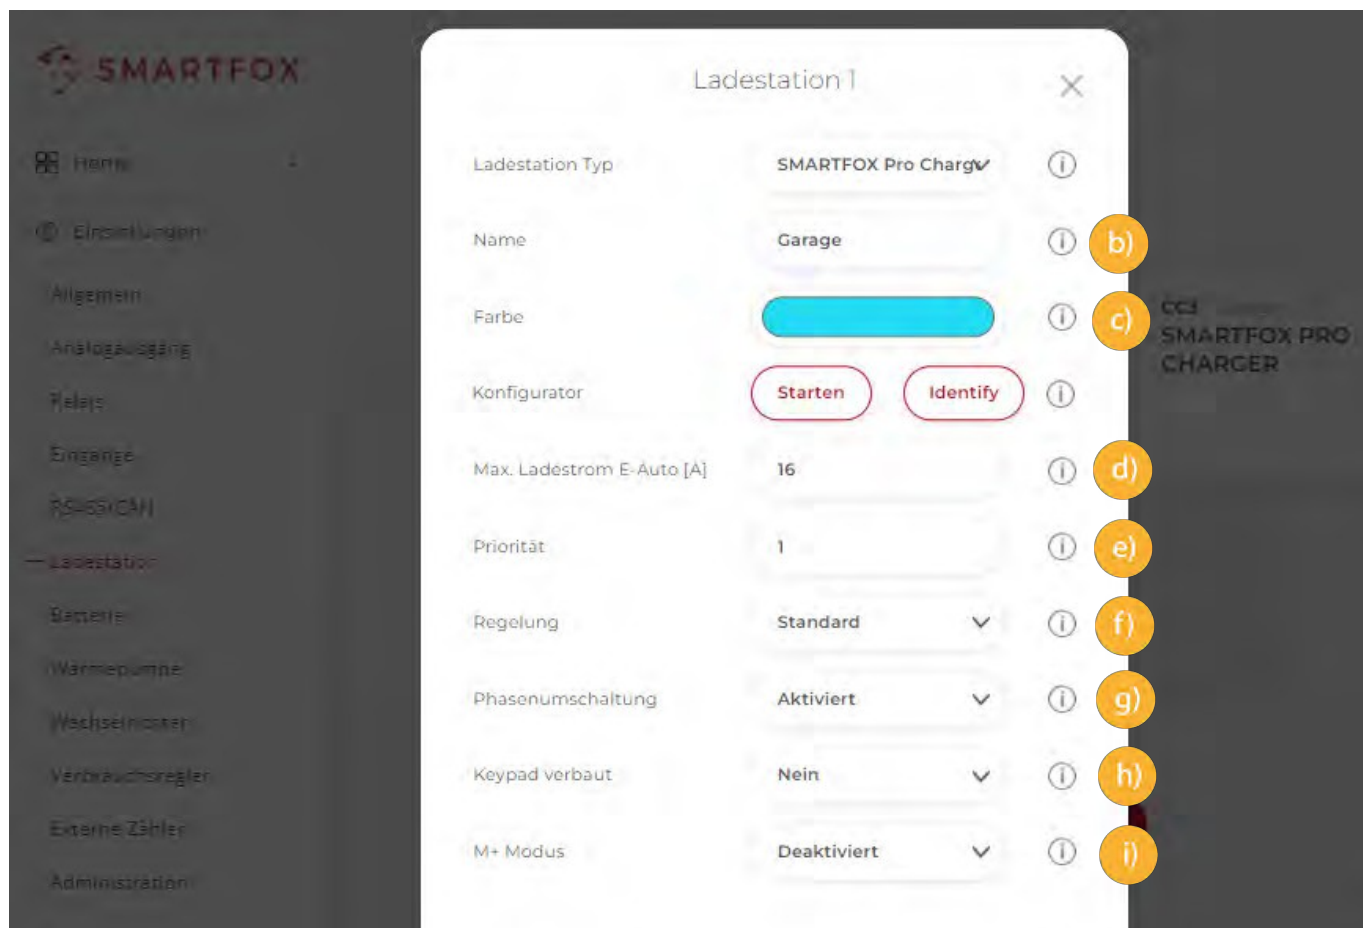 SMARTFOX
Home
Einstellungen
Allgemein
Analogausgang
Relais
Eingänge
RS485/CAN
Ladestation
Batterie
Wärmepumpe
Wechselrichter
Verbrauchsregler
Externe Zähler
Administration
Ladestation 1
Ladestation Typ SMARTFOX Pro Charge
Name Garage b)
Farbe c)
Konfigurator Starten Identify
Max. Ladestrom E-Auto [A] 16 d)
Priorität 1 e)
Regelung Standard f)
Phasenumschaltung Aktiviert g)
Keypad verbaut Nein h)
M+ Modus Deaktiviert i)
SMARTFOX PRO
CHARGER